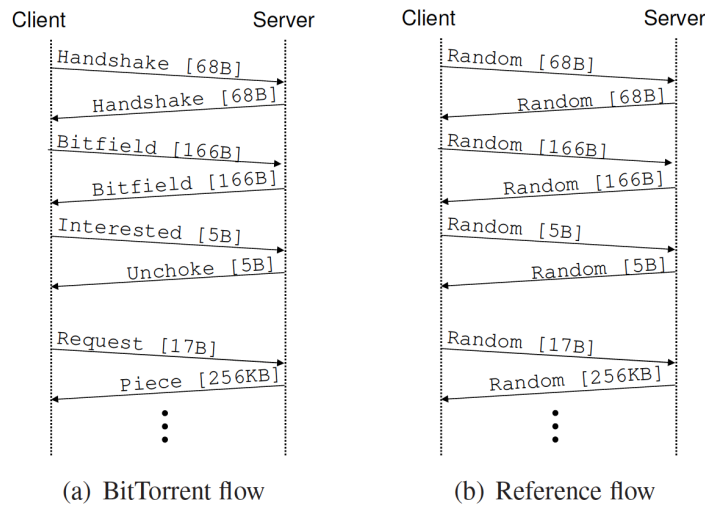 Client Server
Handshake [68B]
Handshake [68B]
Bitfield [166B]
Bitfield [166B]
Interested [5B]
Unchoke [5B]
Request [17B]
Piece [256KB]
(a) BitTorrent flow
Client Server
Random [68B]
Random [68B]
Random [166B]
Random [166B]
Random [5B]
Random [5B]
Random [17B]
Random [256KB]
(b) Reference flow